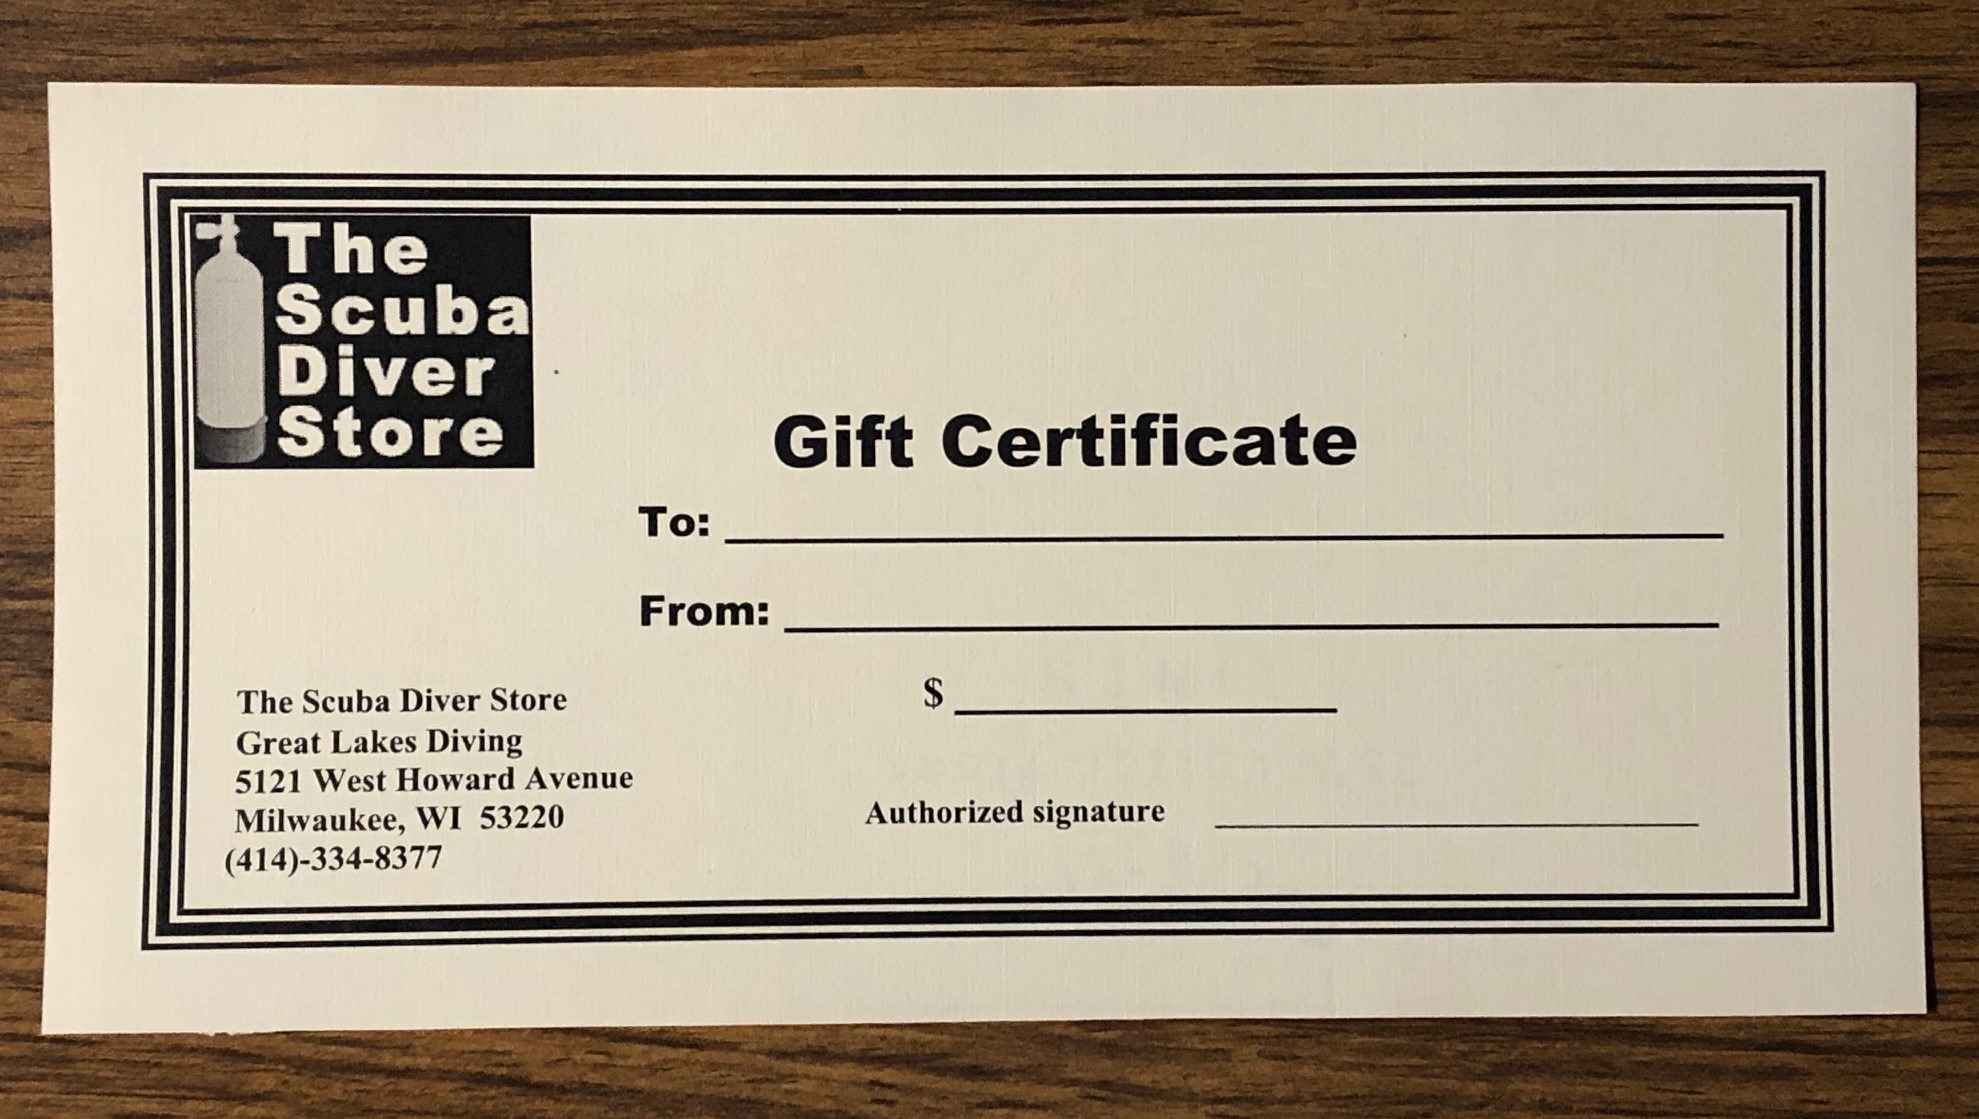 The
Scuba
Diver
Store
Gift Certificate
To:
From:
$
Authorized signature
The Scuba Diver Store
Great Lakes Diving
5121 West Howard Avenue
Milwaukee, WI  53220
(414)-334-8377